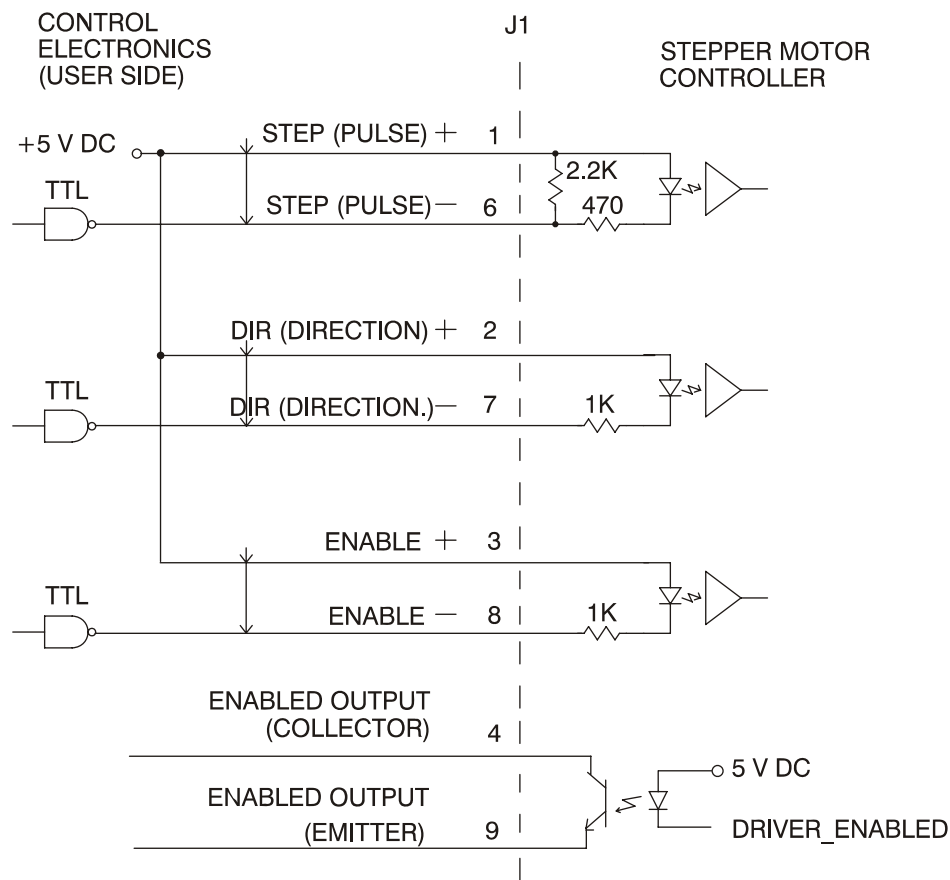 CONTROL
ELECTRONICS
(USER SIDE)
J1
STEPPER MOTOR
CONTROLLER
+5 V DC
STEP (PULSE) + 1
2.2K
TTL
STEP (PULSE) − 6
470
DIR (DIRECTION) + 2
TTL
DIR (DIRECTION.) − 7
1K
ENABLE + 3
TTL
ENABLE − 8
1K
ENABLED OUTPUT
(COLLECTOR) 4
5 V DC
ENABLED OUTPUT
(EMITTER) 9
DRIVER_ENABLED